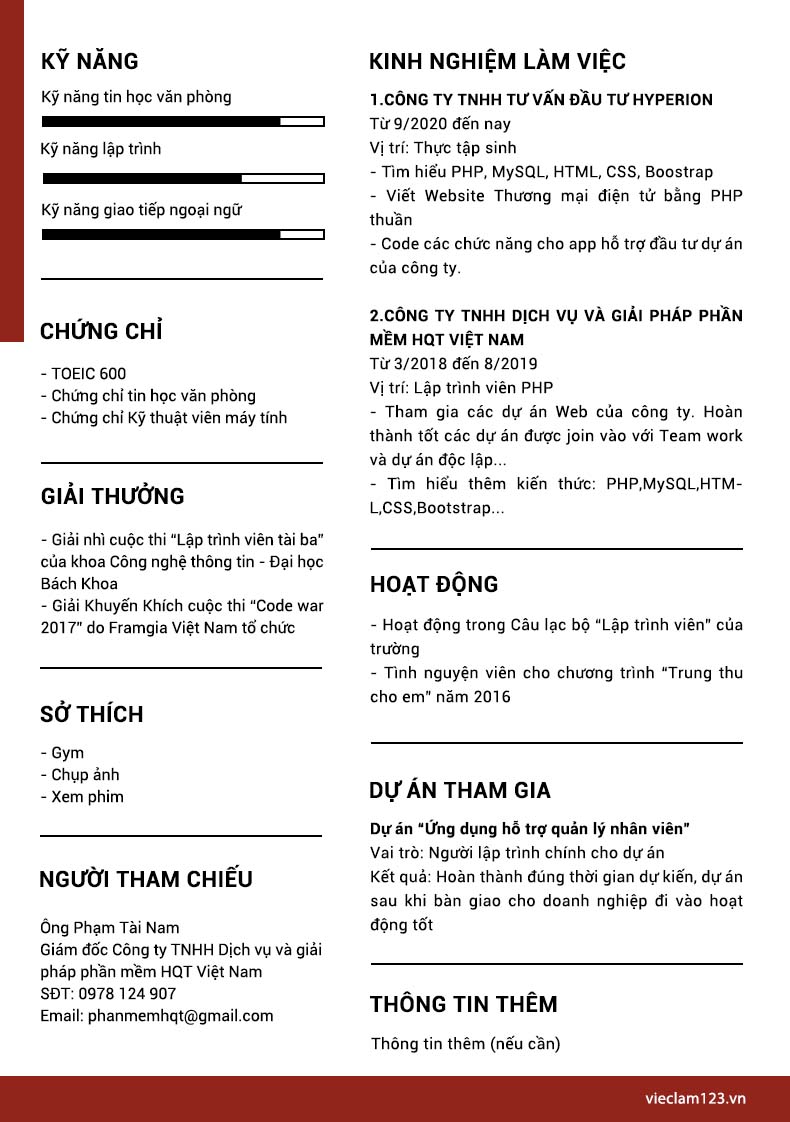 KỸ NĂNG
Kỹ năng tin học văn phòng
Kỹ năng lập trình
Kỹ năng giao tiếp ngoại ngữ
CHỨNG CHỈ
- TOEIC 600
- Chứng chỉ tin học văn phòng
- Chứng chỉ Kỹ thuật viên máy tính
GIẢI THƯỞNG
- Giải nhì cuộc thi “Lập trình viên tài ba”
của khoa Công nghệ thông tin - Đại học
Bách Khoa
- Giải Khuyến Khích cuộc thi “Code war
2017” do Framgia Việt Nam tổ chức
SỞ THÍCH
- Gym
- Chụp ảnh
- Xem phim
NGƯỜI THAM CHIẾU
Ông Phạm Tài Nam
Giám đốc Công ty TNHH Dịch vụ và giải
pháp phần mềm HQT Việt Nam
SĐT: 0978 124 907
Email: phanmemhqt@gmail.com
KINH NGHIỆM LÀM VIỆC
1.CÔNG TY TNHH TƯ VẤN ĐẦU TƯ HYPERION
Từ 9/2020 đến nay
Vị trí: Thực tập sinh
- Tìm hiểu PHP, MySQL, HTML, CSS, Boostrap
- Viết Website Thương mại điện tử bằng PHP
thuần
- Code các chức năng cho app hỗ trợ đầu tư dự án
của công ty.
2.CÔNG TY TNHH DỊCH VỤ VÀ GIẢI PHÁP PHẦN
MỀM HQT VIỆT NAM
Từ 3/2018 đến 8/2019
Vị trí: Lập trình viên PHP
- Tham gia các dự án Web của công ty. Hoàn
thành tốt các dự án được join vào với Team work
và dự án độc lập...
- Tìm hiểu thêm kiến thức: PHP,MySQL,HTM-
L,CSS,Bootstrap...
HOẠT ĐỘNG
- Hoạt động trong Câu lạc bộ “Lập trình viên” của
trường
- Tình nguyện viên cho chương trình “Trung thu
cho em” năm 2016
DỰ ÁN THAM GIA
Dự án “Ứng dụng hỗ trợ quản lý nhân viên”
Vai trò: Người lập trình chính cho dự án
Kết quả: Hoàn thành đúng thời gian dự kiến, dự án
sau khi bàn giao cho doanh nghiệp đi vào hoạt
động tốt
THÔNG TIN THÊM
Thông tin thêm (nếu cần)
vieclam123.vn